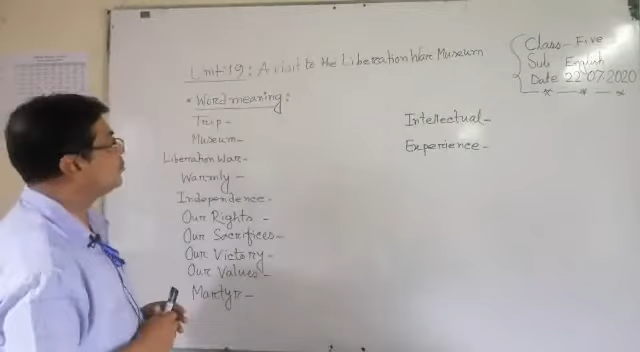 Unit:19: A visit to the Liberation War Museum
Class - Five
Sub English
Date 22.07.2020
* Word meaning:
Trip -
Museum -
Liberation War -
Warmly -
Independence -
Our Rights -
Our Sacrifices -
Our Victory -
Our Values -
Martyr -
Intellectual -
Experience -